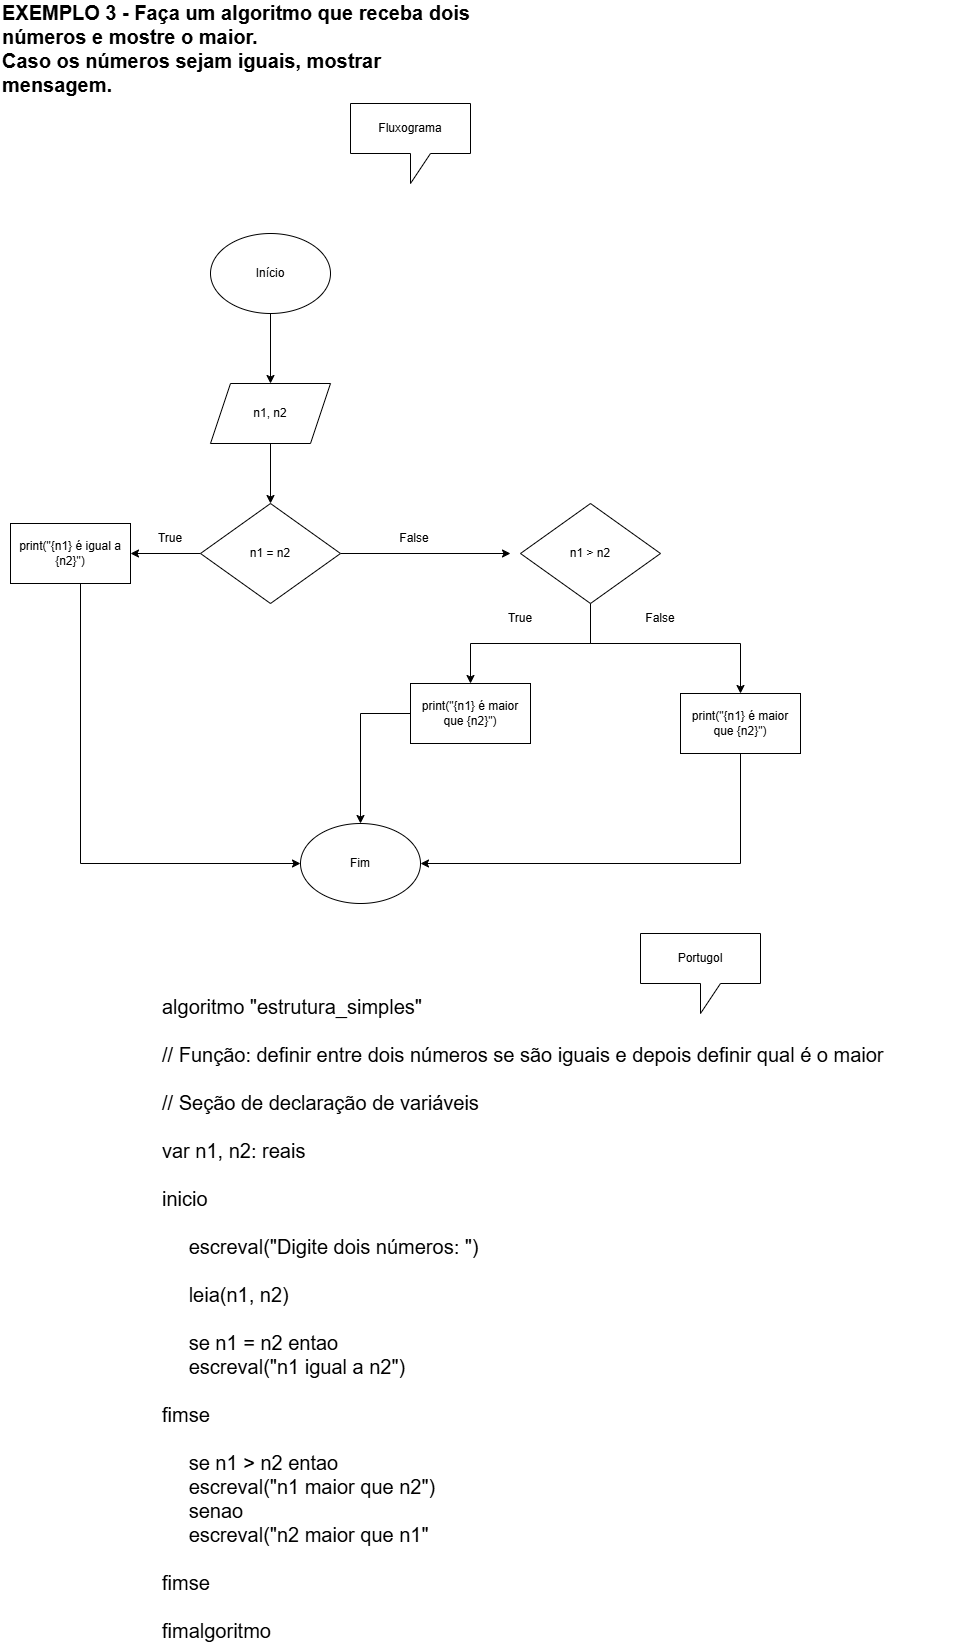 EXEMPLO 3 - Faça um algoritmo que receba dois
números e mostre o maior.
Caso os números sejam iguais, mostrar
mensagem.
Fluxograma
Início
n1, n2
n1 = n2
True
False
print("{n1} é igual a
{n2}")
n1 > n2
True
False
print("{n1} é maior
que {n2}")
print("{n1} é maior
que {n2}")
Fim
Portugol
algoritmo "estrutura_simples"
// Função: definir entre dois números se são iguais e depois definir qual é o maior
// Seção de declaração de variáveis
var n1, n2: reais
inicio
escreval("Digite dois números: ")
leia(n1, n2)
se n1 = n2 entao
escreval("n1 igual a n2")
fimse
se n1 > n2 entao
escreval("n1 maior que n2")
senao
escreval("n2 maior que n1"
fimse
fimalgoritmo